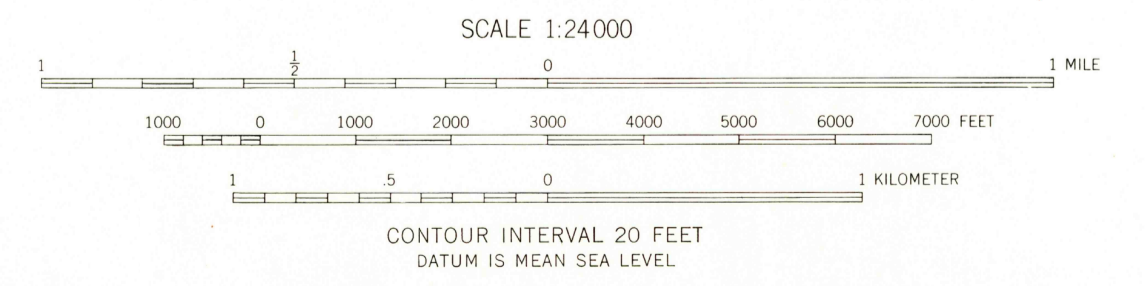 SCALE 1:24000
1 1/2 0 1 MILE
1000 0 1000 2000 3000 4000 5000 6000 7000 FEET
1 .5 0 1 KILOMETER
CONTOUR INTERVAL 20 FEET
DATUM IS MEAN SEA LEVEL